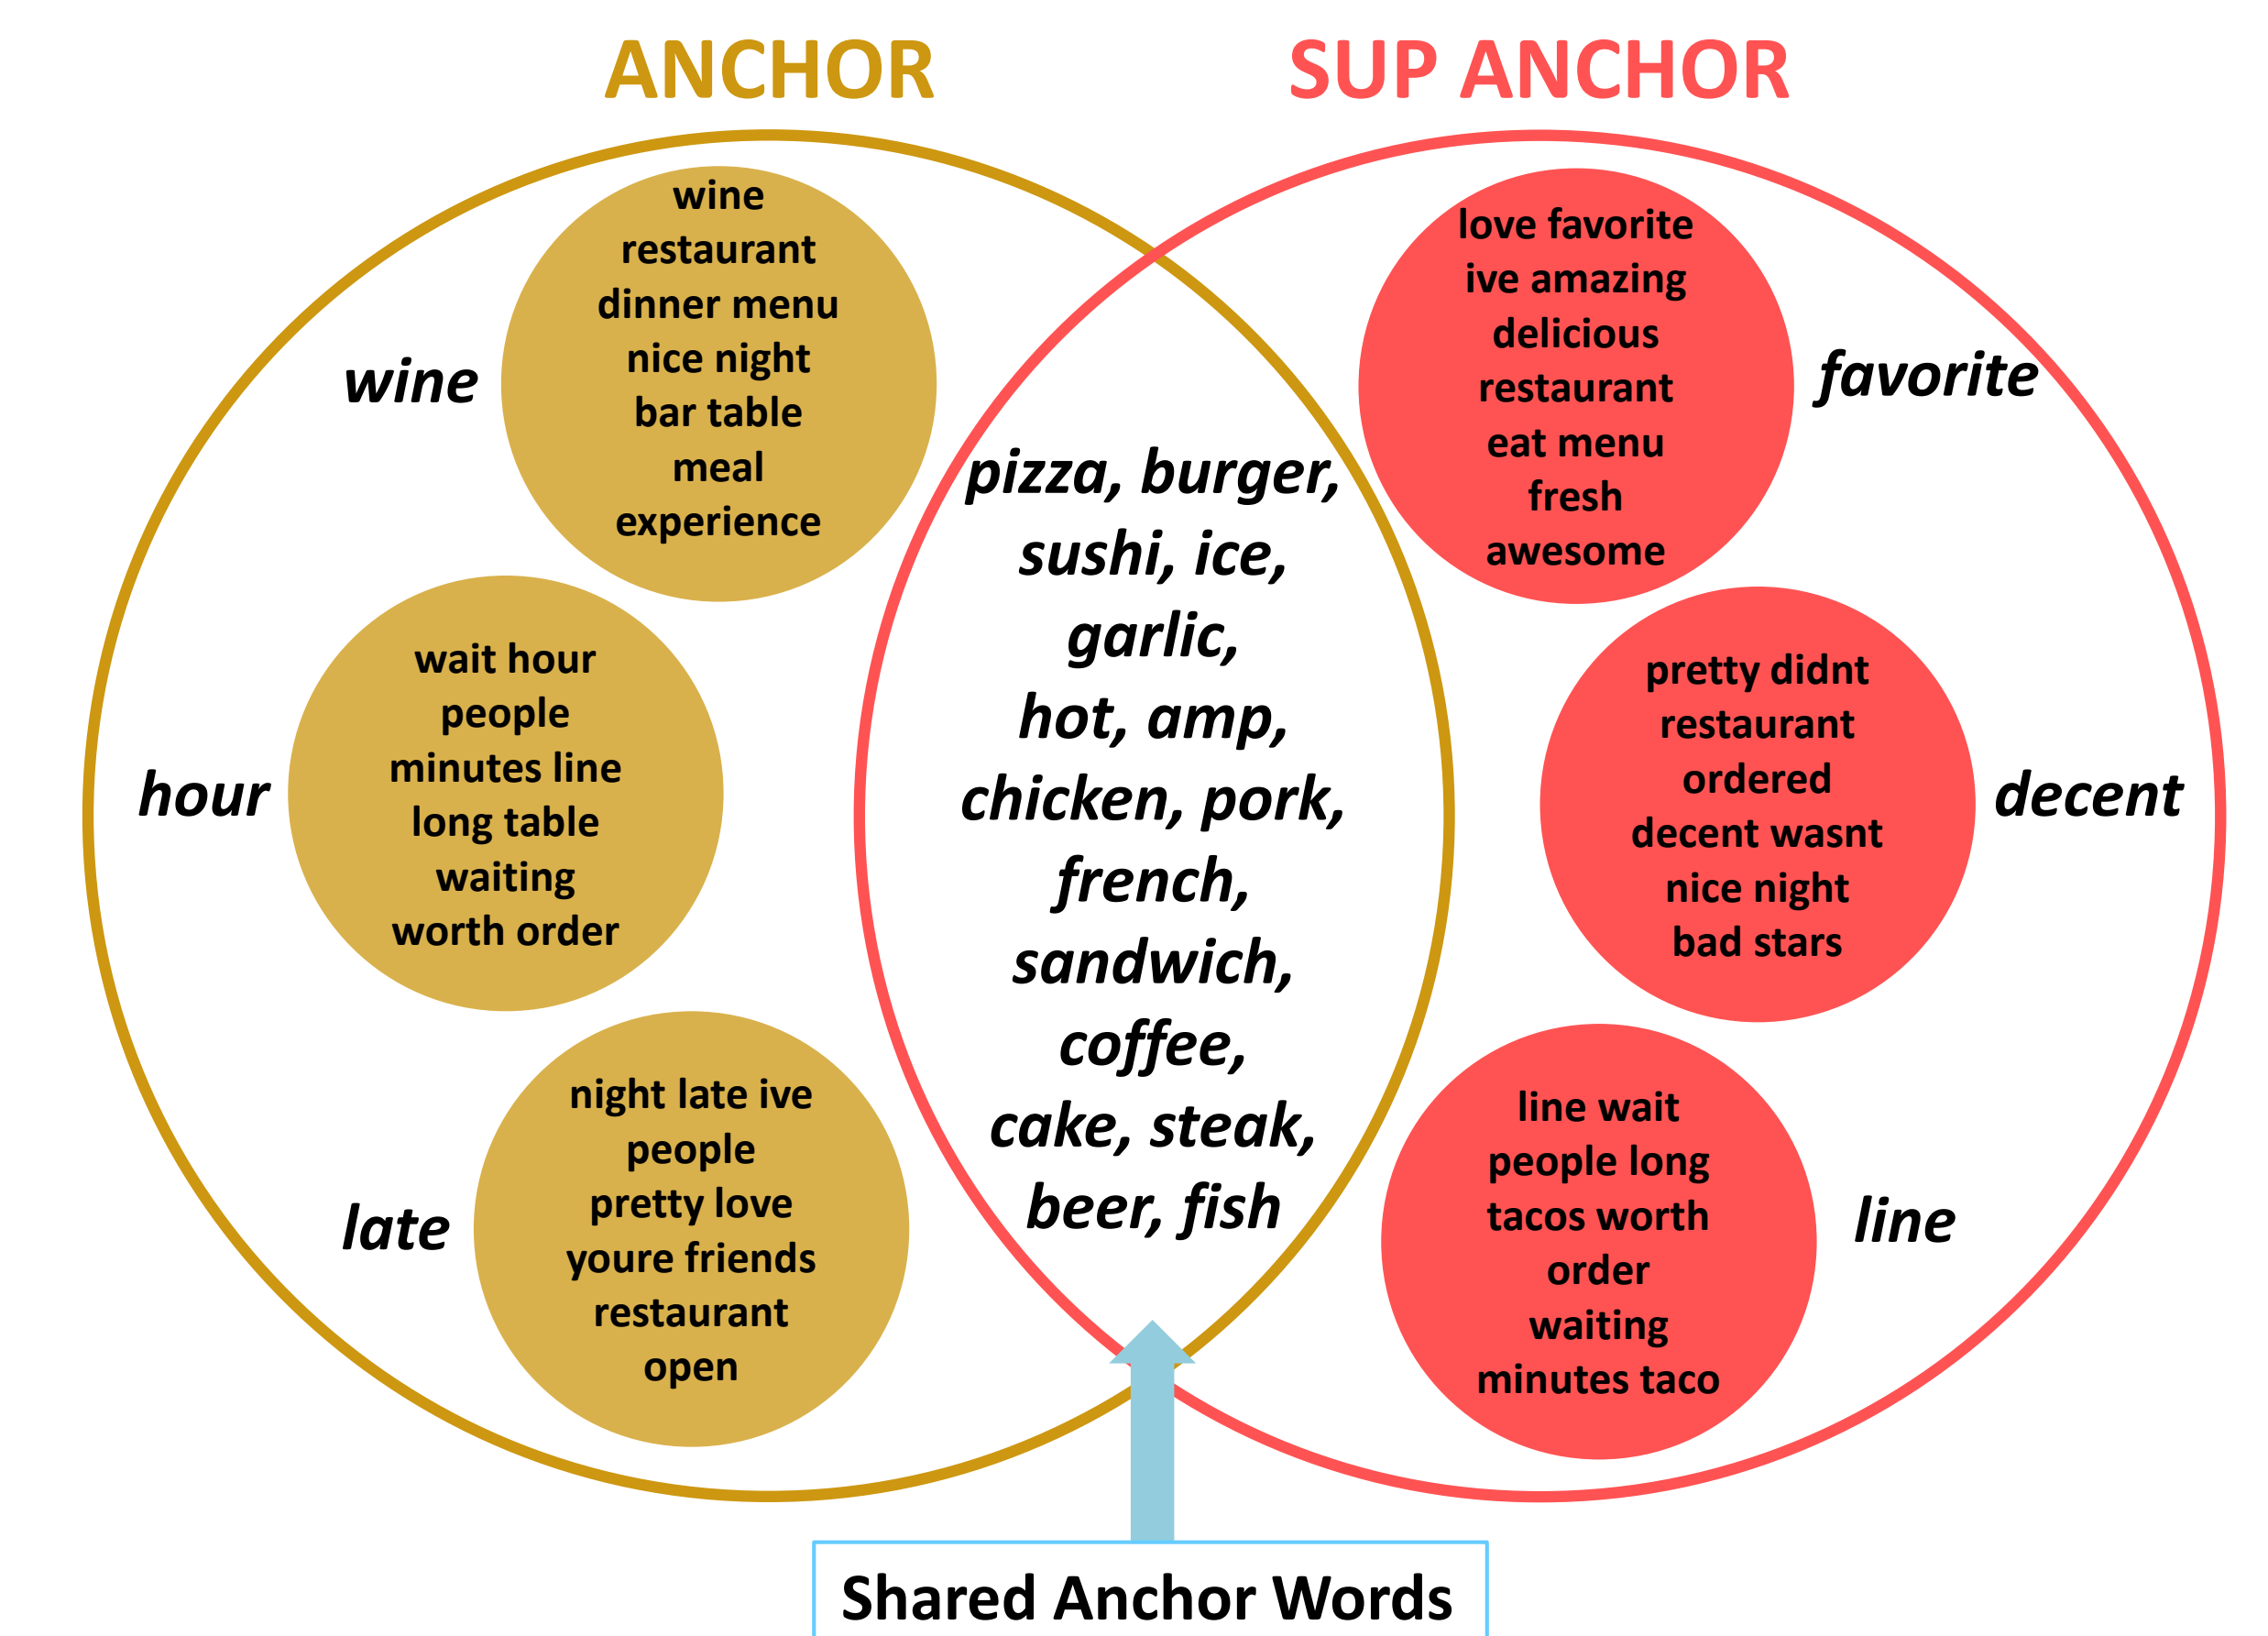 ANCHOR
SUP ANCHOR
wine
wine
restaurant
dinner menu
nice night
bar table
meal
experience
hour
wait hour
people
minutes line
long table
waiting
worth order
late
night late ive
people
pretty love
youre friends
restaurant
open
pizza, burger,
sushi, ice,
garlic,
hot, amp,
chicken, pork,
french,
sandwich,
coffee,
cake, steak,
beer, fish
love favorite
ive amazing
delicious
restaurant
eat menu
fresh
awesome
favorite
pretty didnt
restaurant
ordered
decent wasnt
nice night
bad stars
decent
line wait
people long
tacos worth
order
waiting
minutes taco
line
Shared Anchor Words